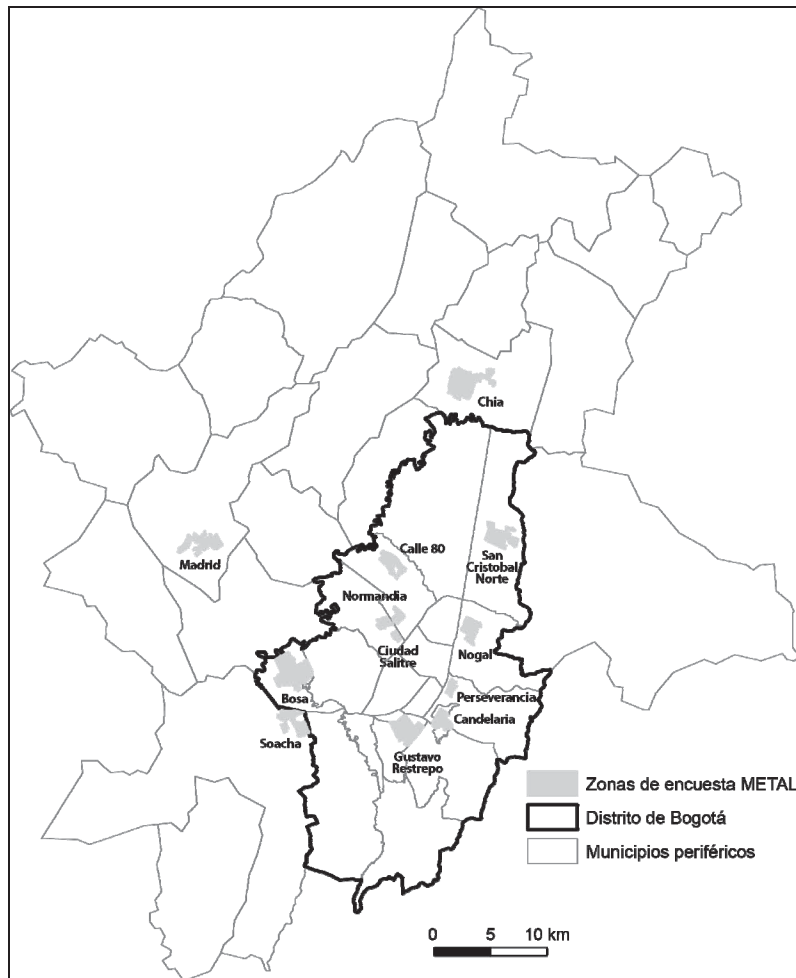 Chia
Calle 80
San
Cristobal
Norte
Madrid
Normandia
Ciudad
Salitre
Nogal
Bosa
Perseverancia
Candelaria
Soacha
Gustavo
Restrepo
Zonas de encuesta METAL
Distrito de Bogotá
Municipios periféricos
0 5 10 km